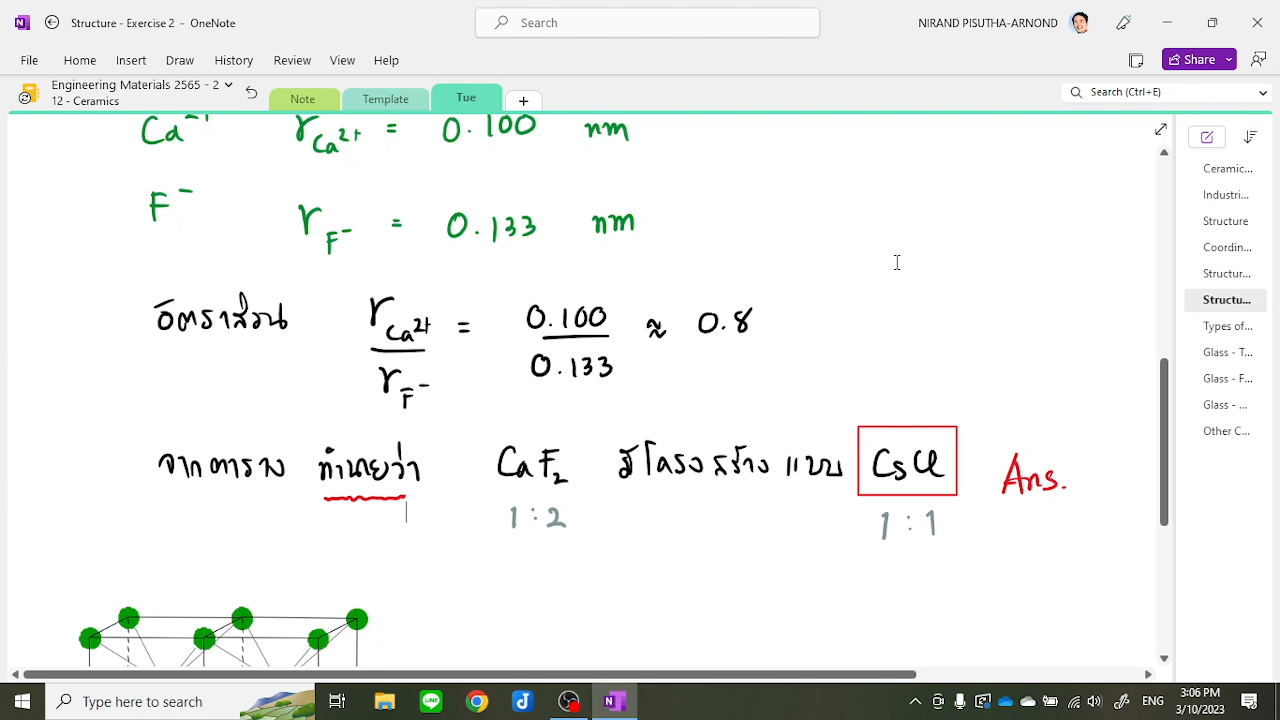 Structure - Exercise 2 - OneNote
Search
NIRAND PISUTHA-ARNOND
File Home Insert Draw History Review View Help
Share
Engineering Materials 2565 - 2
12 - Ceramics
Note
Template
Tue
+
Search (Ctrl+E)
Ca²⁺ r Ca²⁺ = 0.100 nm
F⁻ r F⁻ = 0.133 nm
อัตราส่วน r Ca²⁺ / r F⁻ = 0.100 / 0.133 ≈ 0.8
จากตาราง ทำนายว่า CaF₂ มีโครงสร้าง แบบ CsCl Ans.
1 : 2 1 : 1
Ceramic...
Industri...
Structure
Coordin...
Structur...
Structu...
Types of...
Glass - T...
Glass - F...
Glass - ...
Other C...
Type here to search
ENG
3:06 PM
3/10/2023